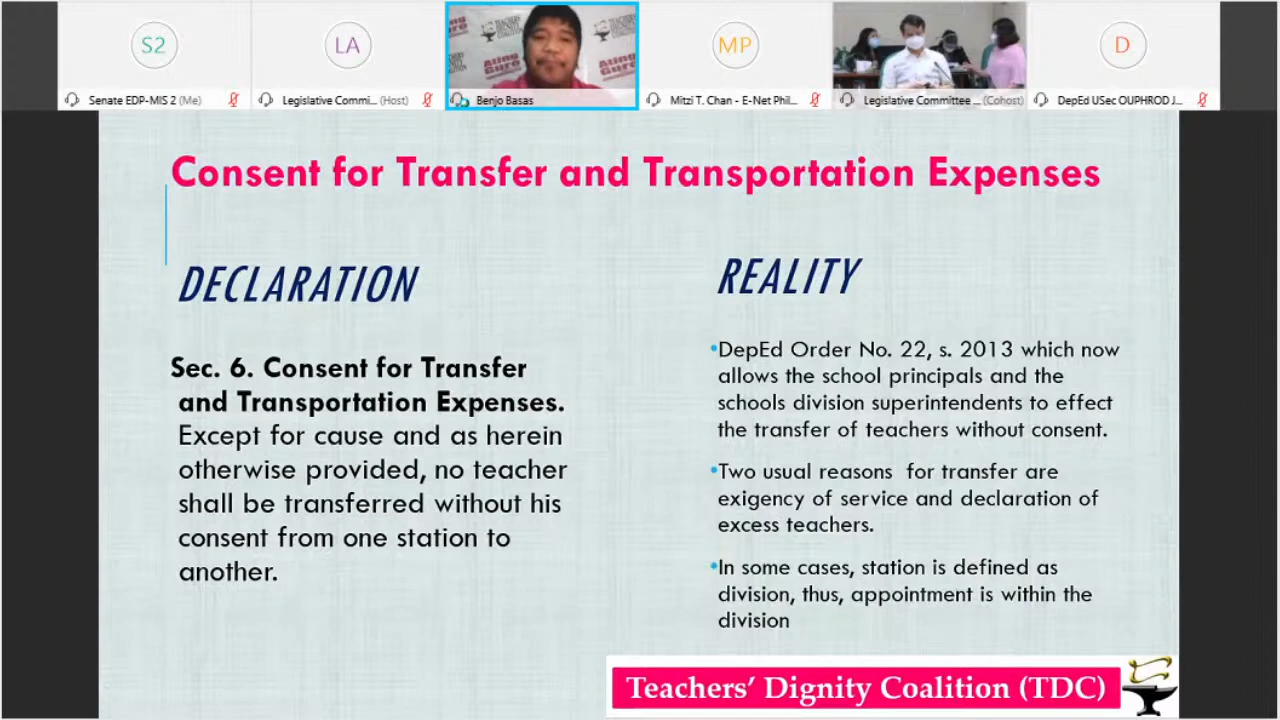 S2
LA
MP
D
Senate EDP-MIS 2 (Me)
Legislative Commi... (Host)
Benjo Basas
Mitzi T. Chan - E-Net Phil...
Legislative Committee ... (Cohost)
DepEd USec OUPHROD J...
Consent for Transfer and Transportation Expenses
DECLARATION
Sec. 6. Consent for Transfer
and Transportation Expenses.
Except for cause and as herein
otherwise provided, no teacher
shall be transferred without his
consent from one station to
another.
REALITY
•DepEd Order No. 22, s. 2013 which now
allows the school principals and the
schools division superintendents to effect
the transfer of teachers without consent.
•Two usual reasons for transfer are
exigency of service and declaration of
excess teachers.
•In some cases, station is defined as
division, thus, appointment is within the
division
Teachers' Dignity Coalition (TDC)